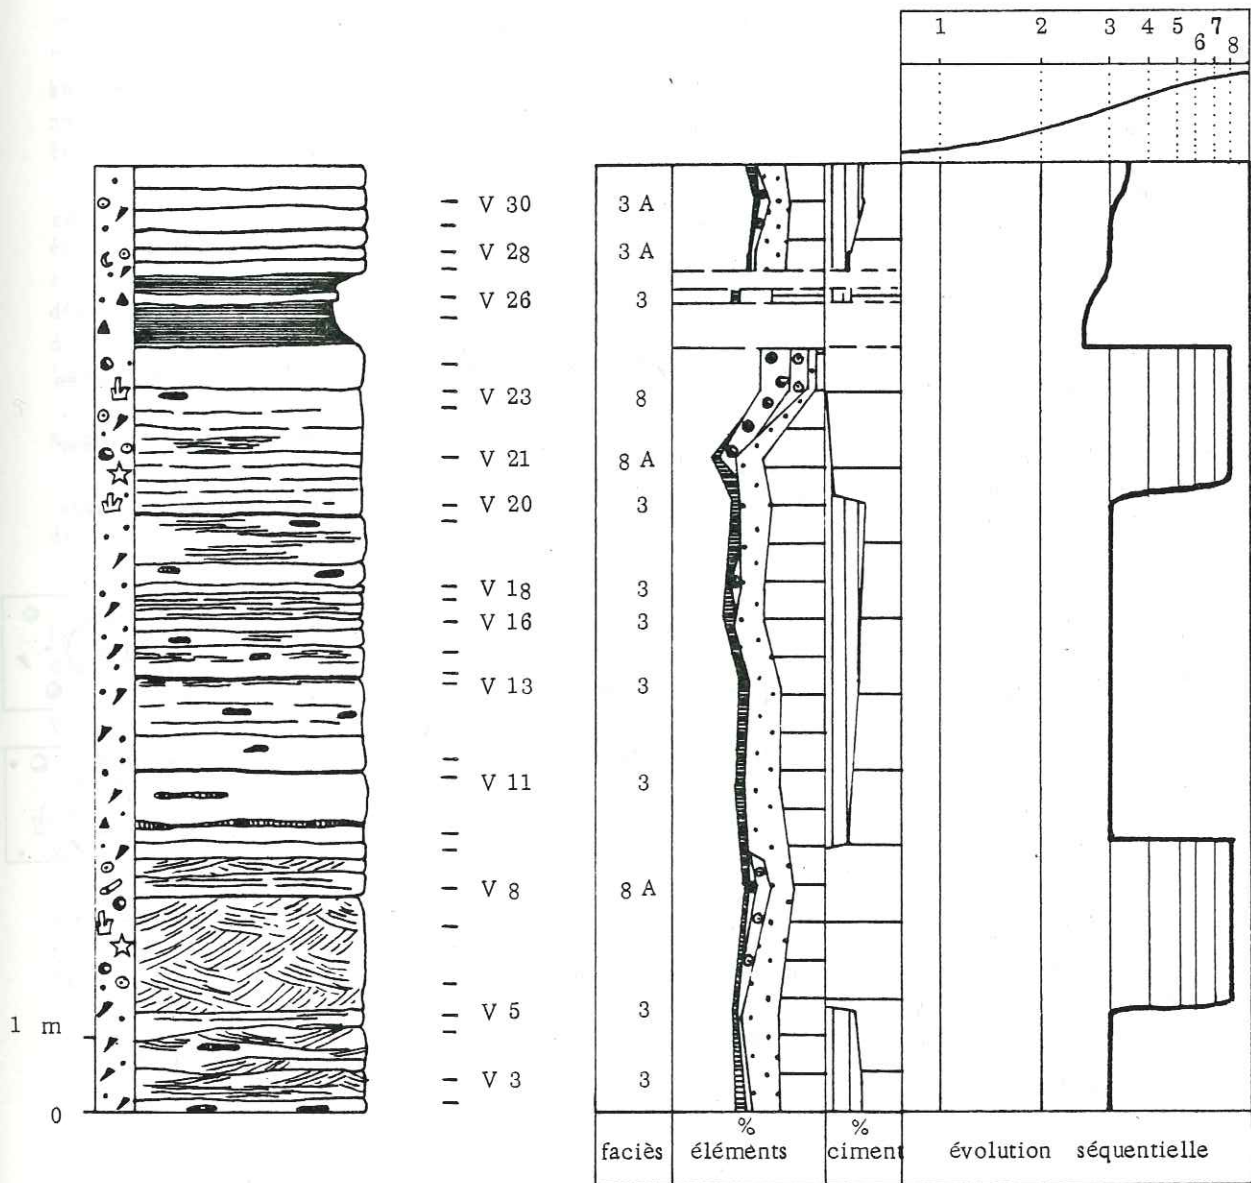 1 2 3 4 5 6 7 8
V 30 3 A
V 28 3 A
V 26 3
V 23 8
V 21 8 A
V 20 3
V 18 3
V 16 3
V 13 3
V 11 3
V 8 8 A
V 5 3
1 m
V 3 3
0
% %
faciès éléments ciment évolution séquentielle